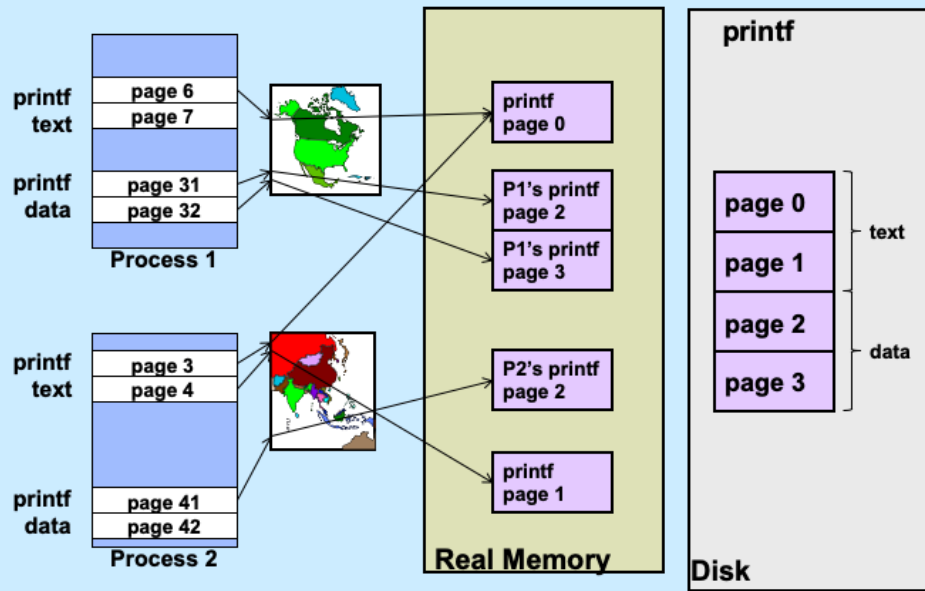 printf
text
page 6
page 7
printf
data
page 31
page 32
Process 1
printf
text
page 3
page 4
printf
data
page 41
page 42
Process 2
printf
page 0
P1's printf
page 2
P1's printf
page 3
P2's printf
page 2
printf
page 1
Real Memory
printf
page 0
page 1
text
page 2
page 3
data
Disk